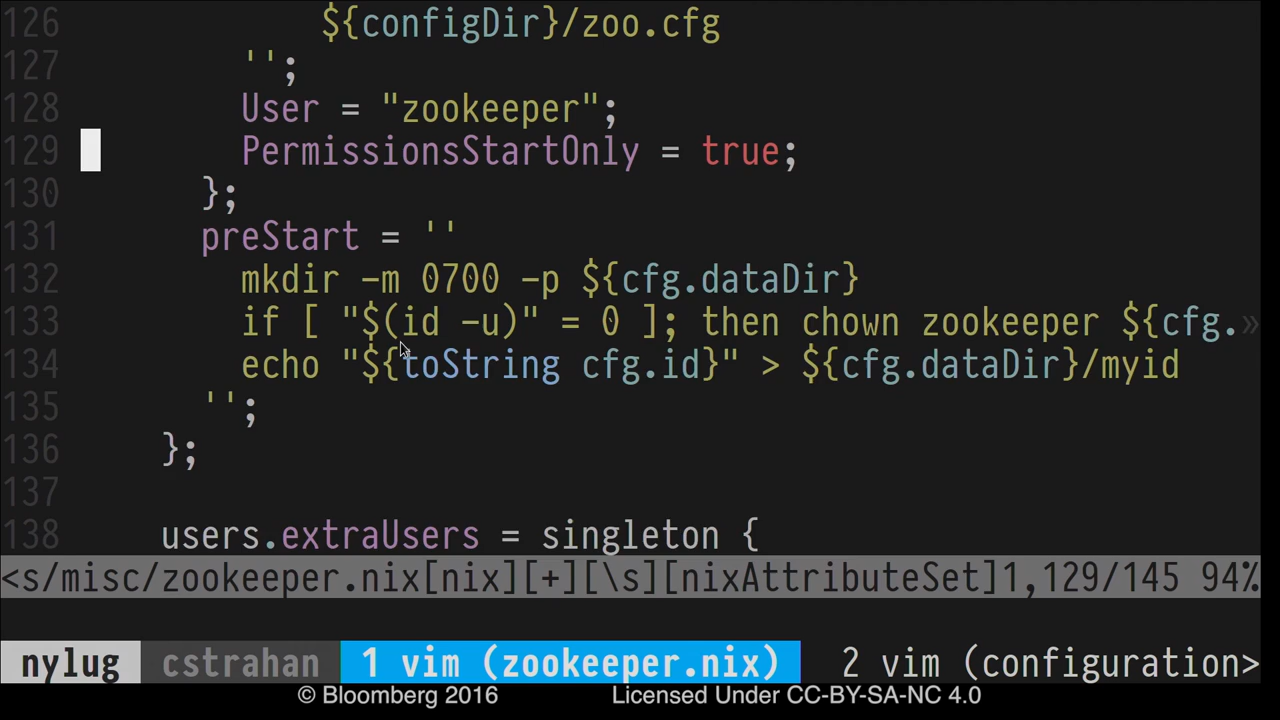 126 ${configDir}/zoo.cfg
127 '';
128 User = "zookeeper";
129 PermissionsStartOnly = true;
130 };
131 preStart = ''
132 mkdir -m 0700 -p ${cfg.dataDir}
133 if [ "$(id -u)" = 0 ]; then chown zookeeper ${cfg.»
134 echo "${toString cfg.id}" > ${cfg.dataDir}/myid
135 '';
136 };
137
138 users.extraUsers = singleton {
<s/misc/zookeeper.nix[nix][+][\s][nixAttributeSet]1,129/145 94%
nylug cstrahan 1 vim (zookeeper.nix) 2 vim (configuration>
© Bloomberg 2016 Licensed Under CC-BY-SA-NC 4.0